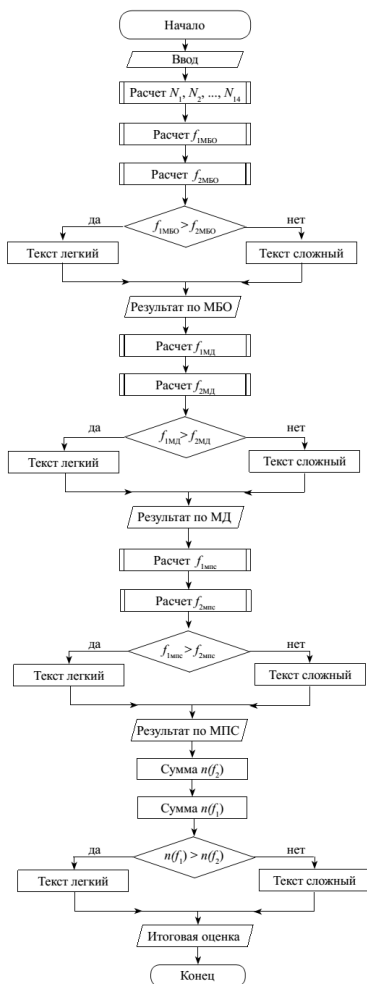 Начало
Ввод
Расчет N₁, N₂, ..., N₁₄
Расчет f₁МБО
Расчет f₂МБО
да
f₁МБО > f₂МБО
нет
Текст легкий
Текст сложный
Результат по МБО
Расчет f₁МД
Расчет f₂МД
да
f₁МД > f₂МД
нет
Текст легкий
Текст сложный
Результат по МД
Расчет f₁мпс
Расчет f₂мпс
да
f₁мпс > f₂мпс
нет
Текст легкий
Текст сложный
Результат по МПС
Сумма n(f₂)
Сумма n(f₁)
да
n(f₁) > n(f₂)
нет
Текст легкий
Текст сложный
Итоговая оценка
Конец